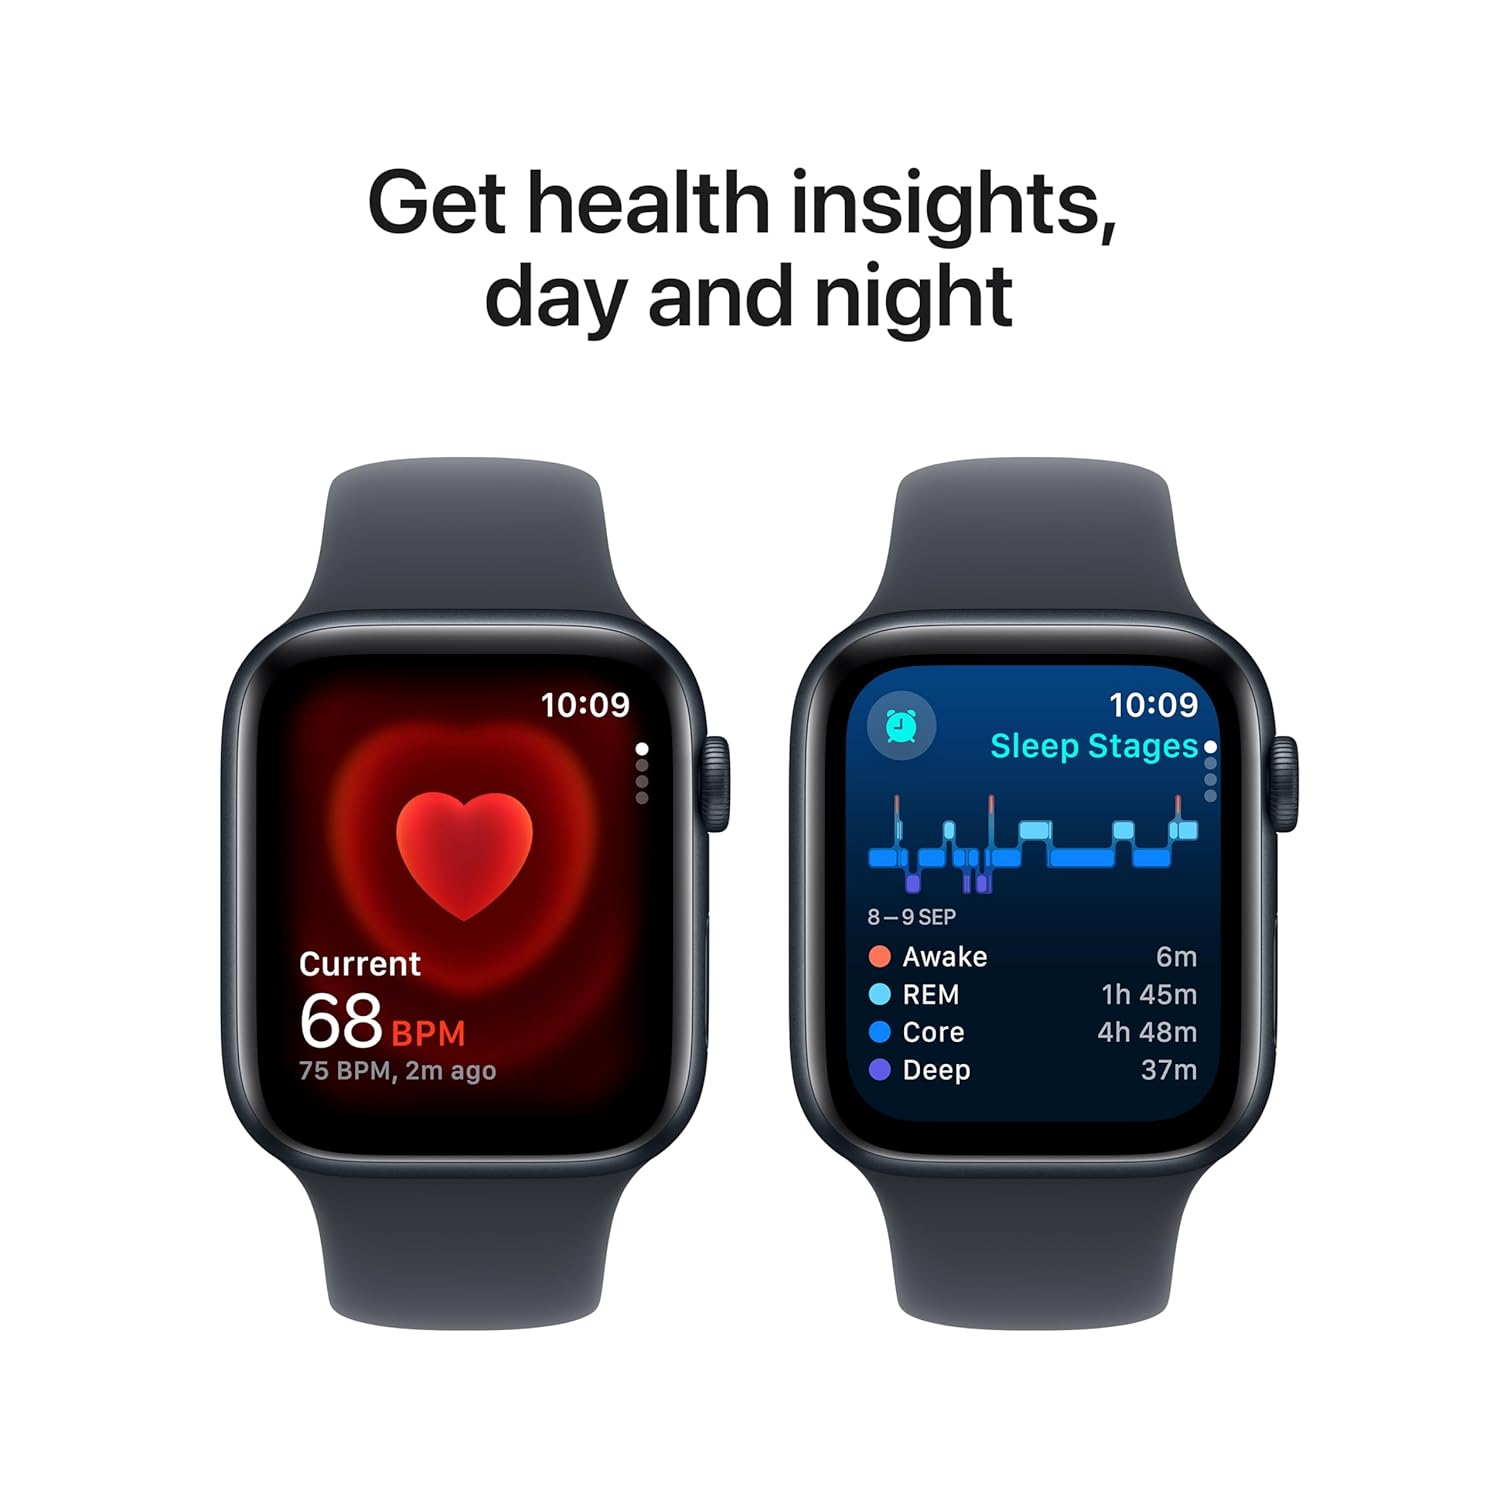 Get health insights,
day and night
10:09
Current
68 BPM
75 BPM, 2m ago
10:09
Sleep Stages
8–9 SEP
Awake 6m
REM 1h 45m
Core 4h 48m
Deep 37m